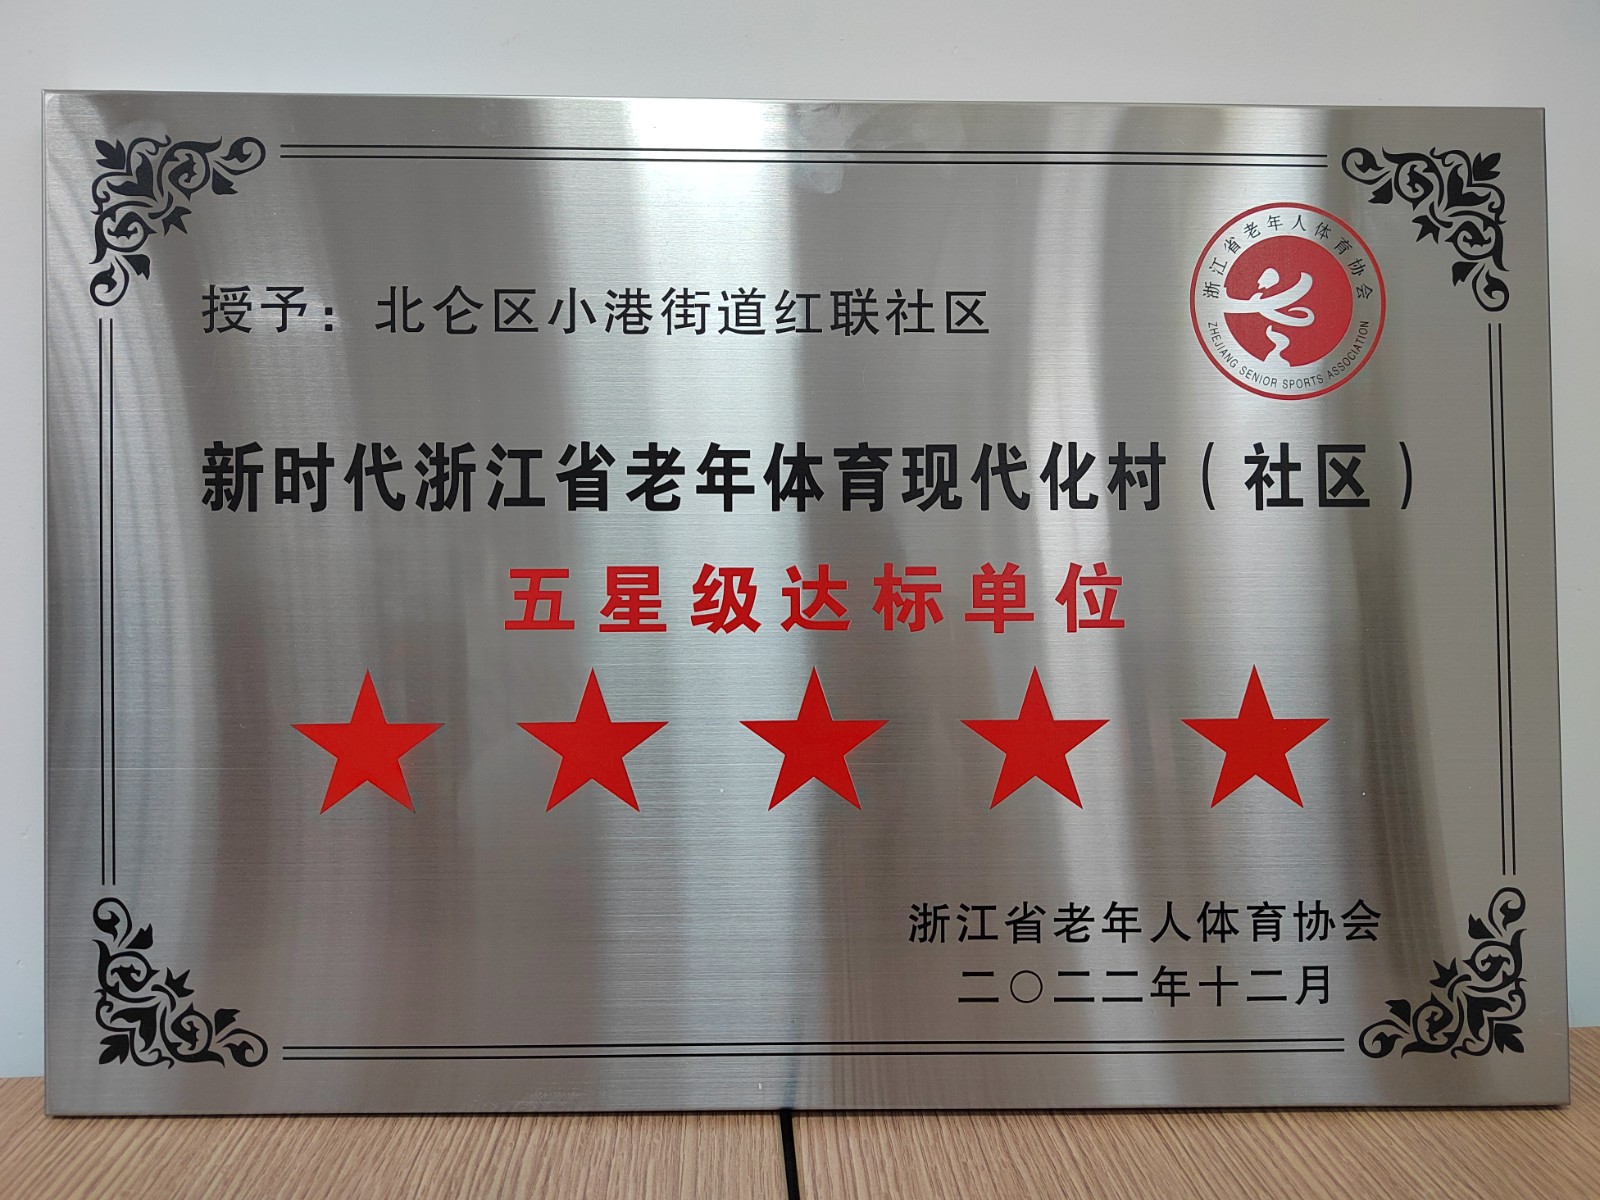 浙江省老年人体育协会
ZHEJIANG SENIOR SPORTS ASSOCIATION
授予：北仑区小港街道红联社区
新时代浙江省老年体育现代化村（社区）
五星级达标单位
浙江省老年人体育协会
二〇二二年十二月